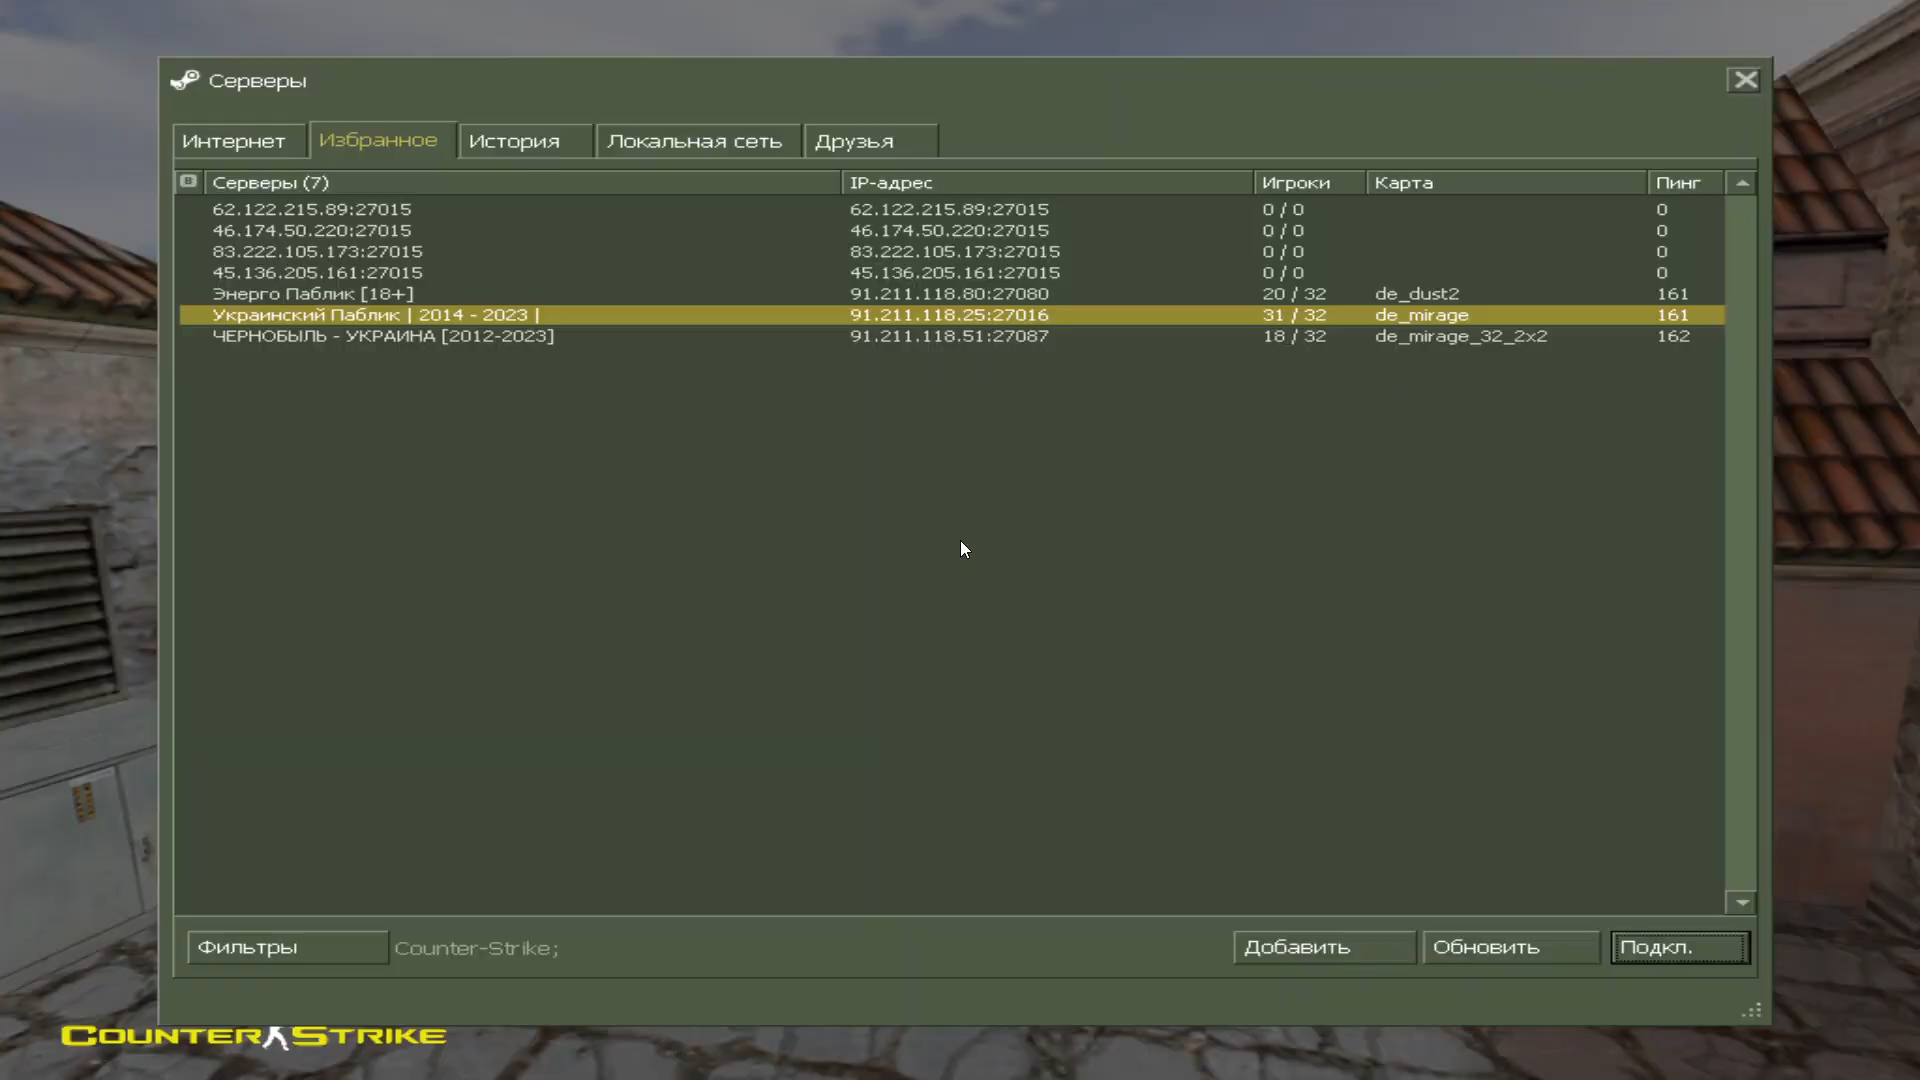 Серверы
Интернет Избранное История Локальная сеть Друзья
Серверы (7) IP-адрес Игроки Карта Пинг
62.122.215.89:27015 62.122.215.89:27015 0 / 0 0
46.174.50.220:27015 46.174.50.220:27015 0 / 0 0
83.222.105.173:27015 83.222.105.173:27015 0 / 0 0
45.136.205.161:27015 45.136.205.161:27015 0 / 0 0
Энерго Паблик [18+] 91.211.118.80:27080 20 / 32 de_dust2 161
Украинский Паблик | 2014 - 2023 | 91.211.118.25:27016 31 / 32 de_mirage 161
ЧЕРНОБЫЛЬ - УКРАИНА [2012-2023] 91.211.118.51:27087 18 / 32 de_mirage_32_2x2 162
Фильтры Counter-Strike; Добавить Обновить Подкл.
COUNTER STRIKE